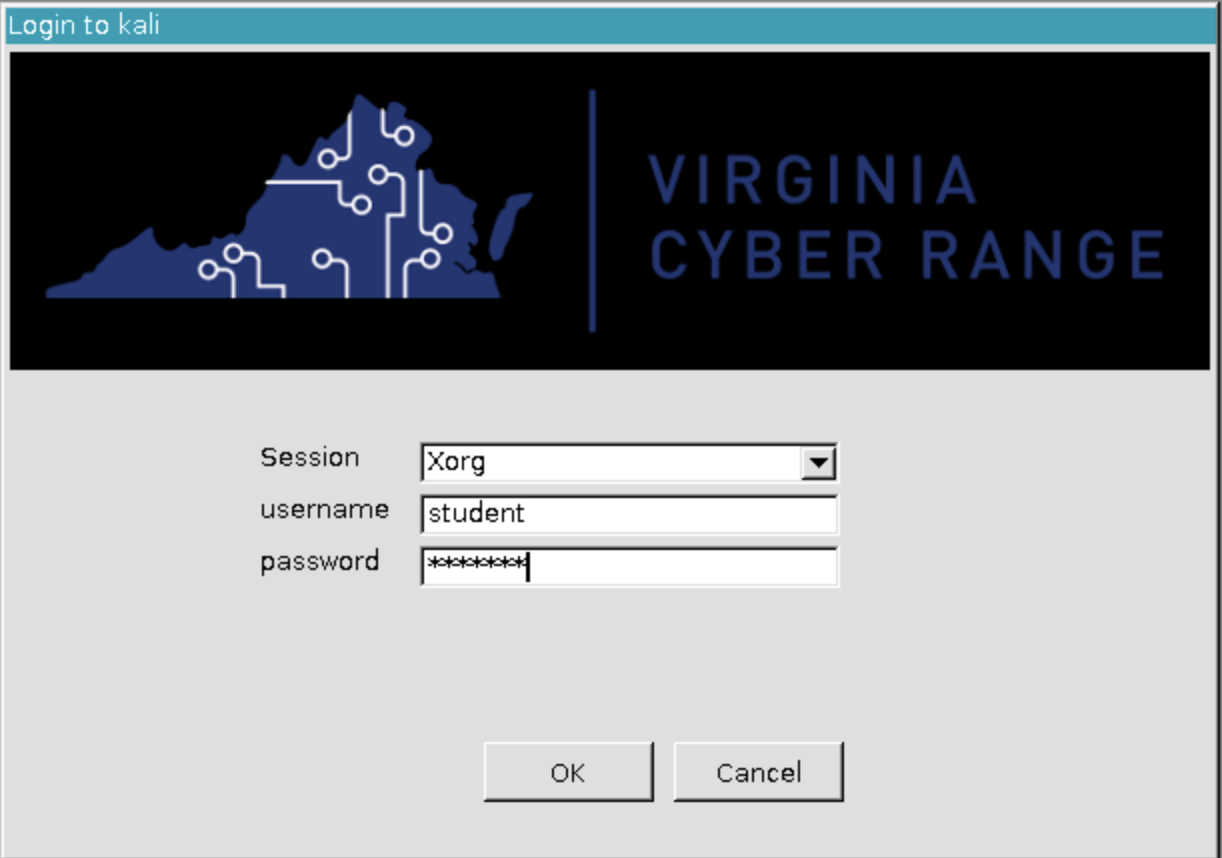 Login to kali
VIRGINIA
CYBER RANGE
Session Xorg
username student
password *******
OK Cancel